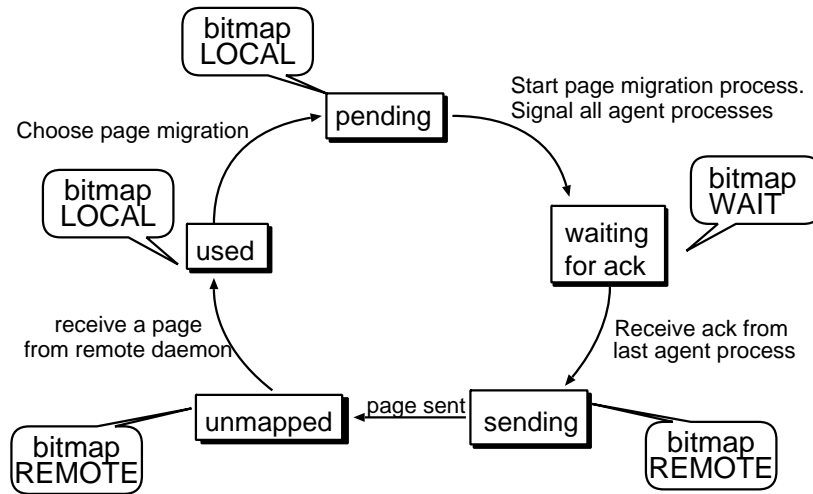 bitmap
LOCAL
pending
Start page migration process.
Signal all agent processes
Choose page migration
bitmap
LOCAL
used
bitmap
WAIT
waiting
for ack
receive a page
from remote daemon
Receive ack from
last agent process
unmapped
page sent
sending
bitmap
REMOTE
bitmap
REMOTE